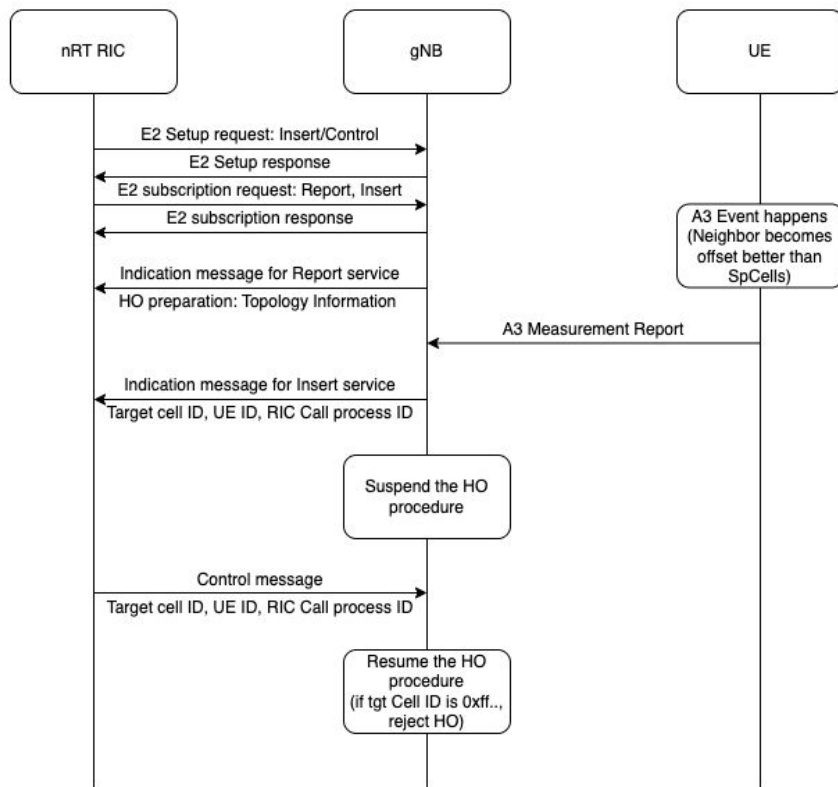 nRT RIC
gNB
UE
E2 Setup request: Insert/Control
E2 Setup response
E2 subscription request: Report, Insert
E2 subscription response
A3 Event happens
(Neighbor becomes
offset better than
SpCells)
Indication message for Report service
HO preparation: Topology Information
A3 Measurement Report
Indication message for Insert service
Target cell ID, UE ID, RIC Call process ID
Suspend the HO
procedure
Control message
Target cell ID, UE ID, RIC Call process ID
Resume the HO
procedure
(if tgt Cell ID is 0xff..,
reject HO)